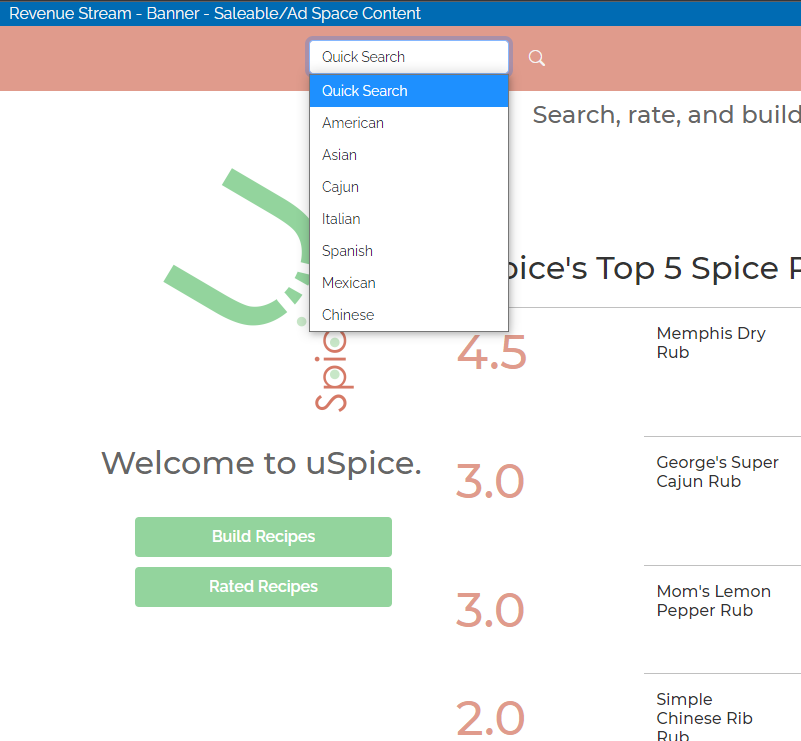 Revenue Stream - Banner - Saleable/Ad Space Content
Quick Search
Quick Search
American
Asian
Cajun
Italian
Spanish
Mexican
Chinese
Search, rate, and build
Top 5 Spice
4.5
Memphis Dry
Rub
3.0
George's Super
Cajun Rub
3.0
Mom's Lemon
Pepper Rub
2.0
Simple
Chinese Rib
Rub
Welcome to uSpice.
Build Recipes
Rated Recipes